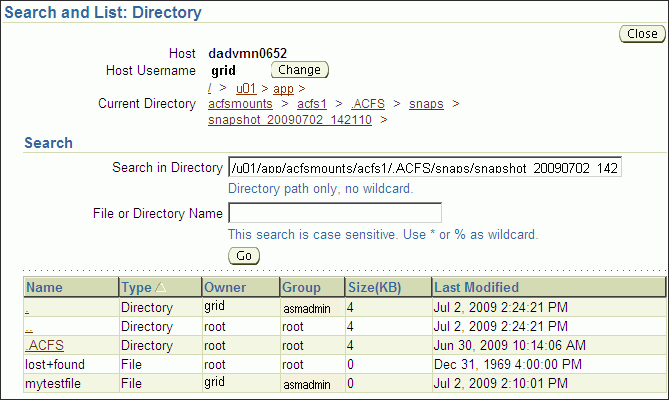 Search and List: Directory
Close
Host dadvmn0652
Host Username grid Change
/ > u01 > app >
Current Directory acfsmounts > acfs1 > .ACFS > snaps >
snapshot_20090702_142110 >
Search
Search in Directory /u01/app/acfsmounts/acfs1/.ACFS/snaps/snapshot_20090702_142
Directory path only, no wildcard.
File or Directory Name
This search is case sensitive. Use * or % as wildcard.
Go
Name Type Owner Group Size(KB) Last Modified
. Directory grid asmadmin 4 Jul 2, 2009 2:24:21 PM
.. Directory root root 4 Jul 2, 2009 2:24:21 PM
.ACFS Directory root root 4 Jun 30, 2009 10:14:06 AM
lost+found File root root 0 Dec 31, 1969 4:00:00 PM
mytestfile File grid asmadmin 0 Jul 2, 2009 2:10:01 PM